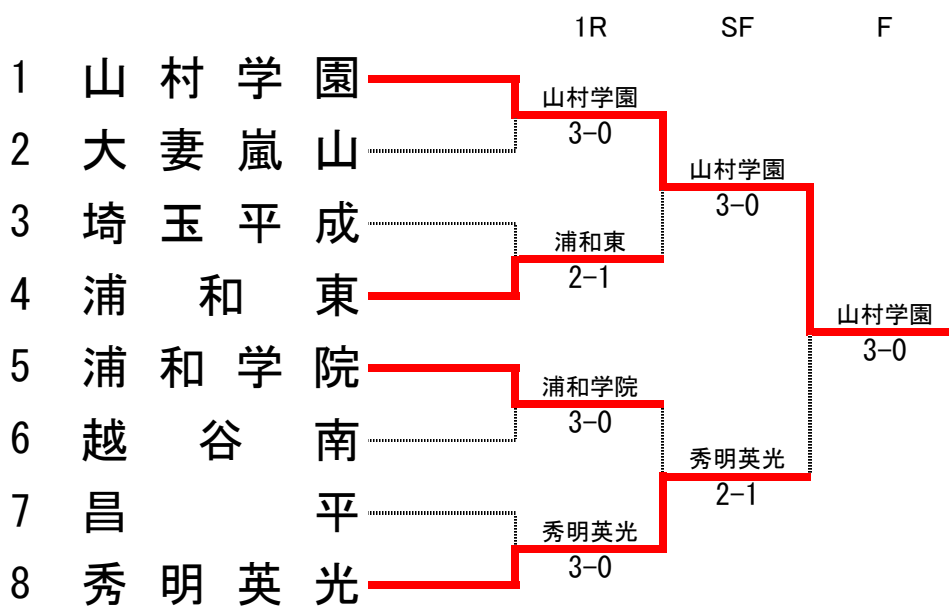 1R SF F
1 山村学園
2 大妻嵐山
3 埼玉平成
4 浦和東
5 浦和学院
6 越谷南
7 昌平
8 秀明英光
山村学園
3-0
浦和東
2-1
浦和学院
3-0
秀明英光
3-0
山村学園
3-0
秀明英光
2-1
山村学園
3-0